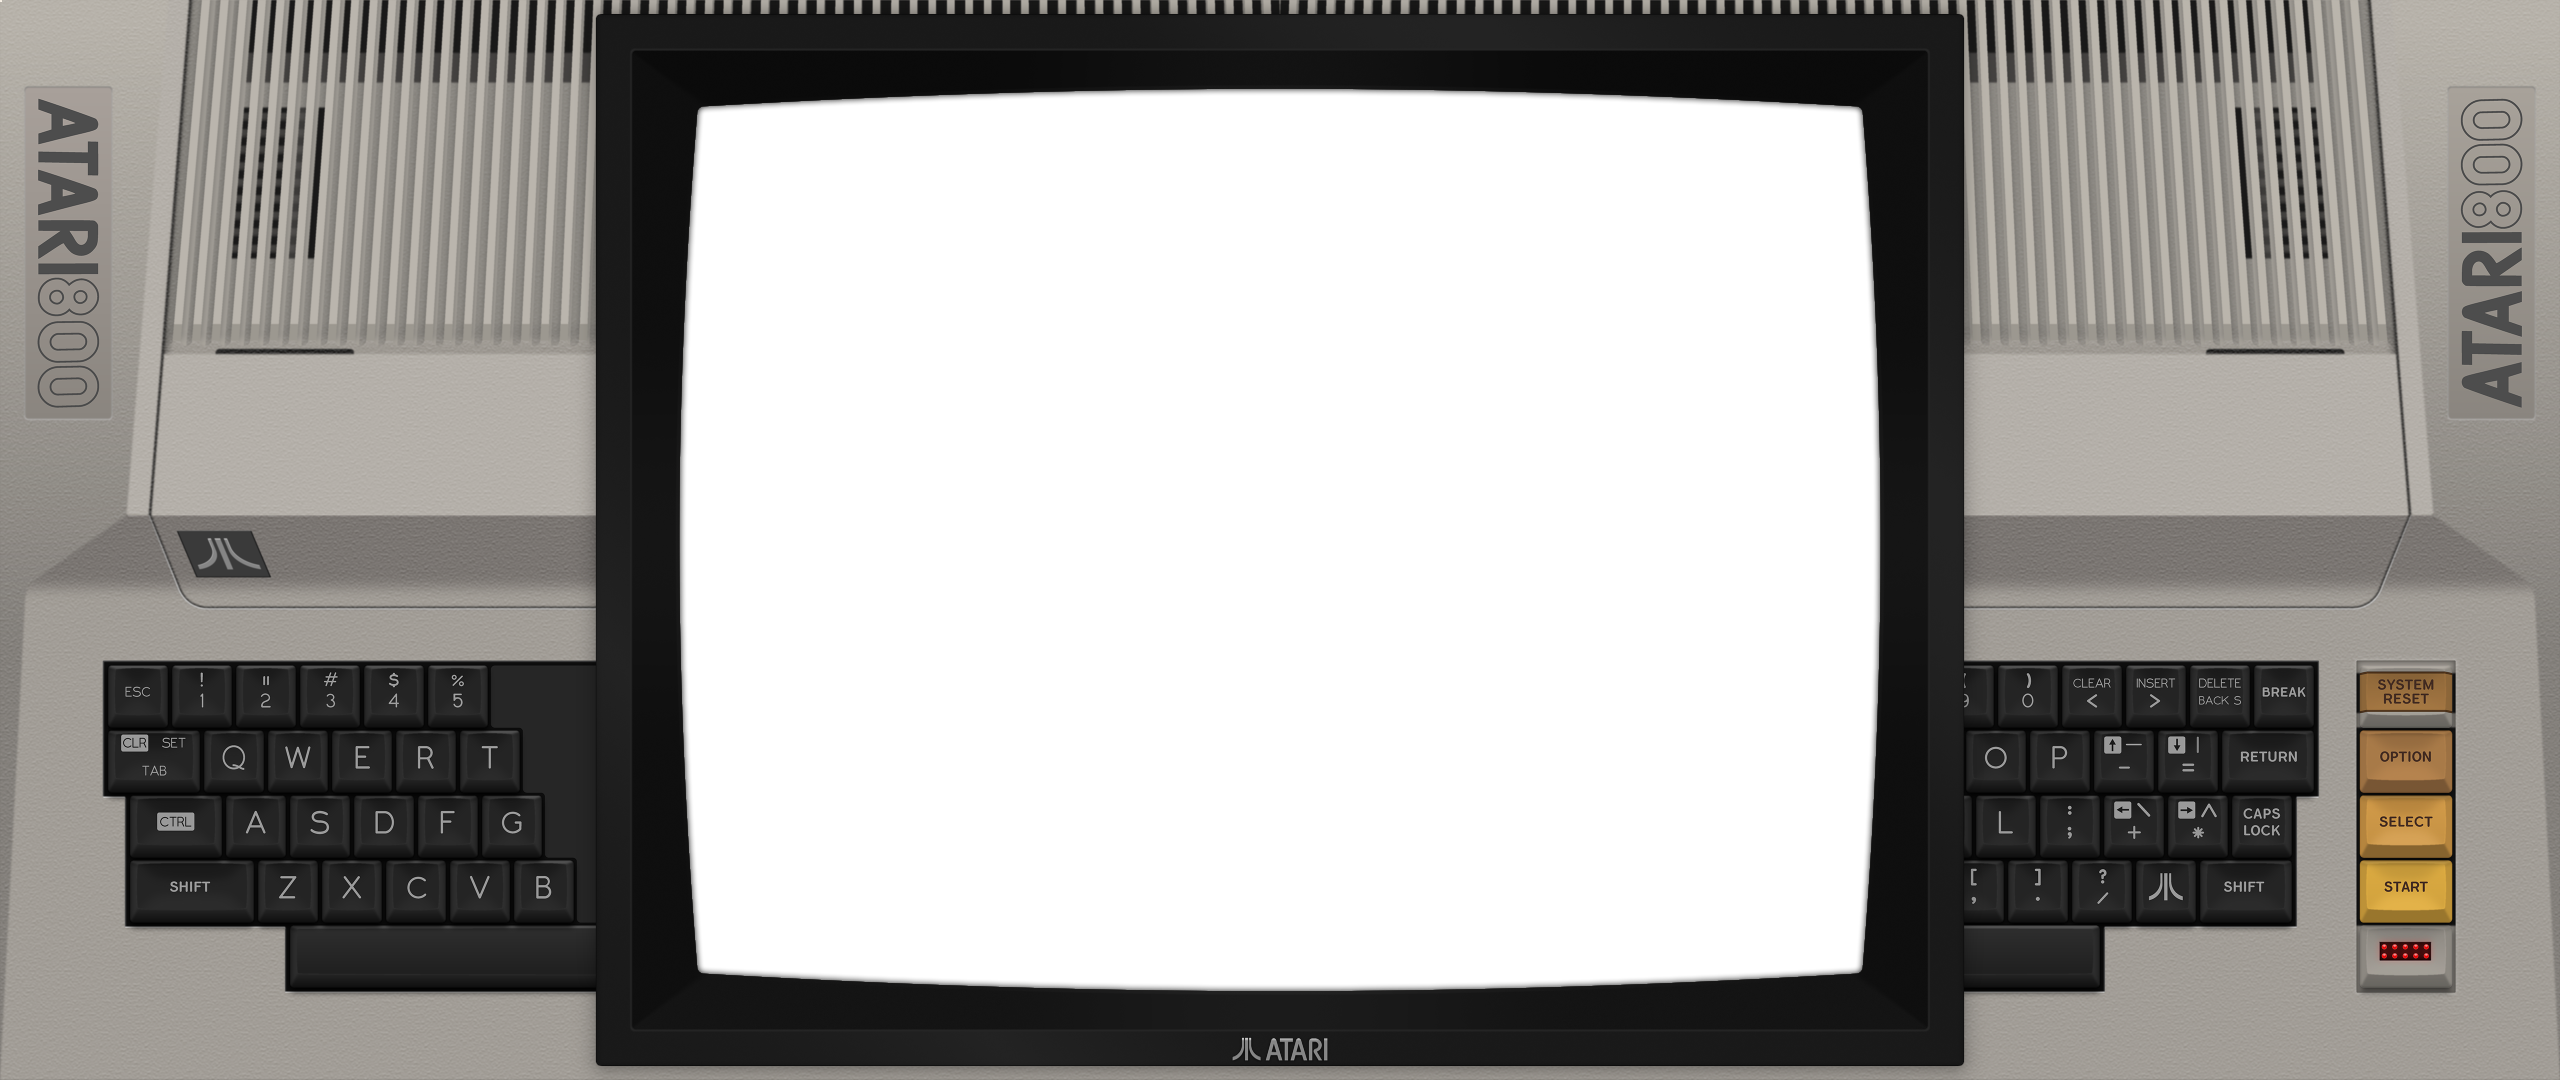 ATARI800
ATARI800
ESC
! 1
" 2
# 3
$ 4
% 5
9
) 0
CLEAR <
INSERT >
DELETE BACK S
BREAK
SYSTEM RESET
CLR SET TAB
Q W E R T
O P
↑ — -
↓ | =
RETURN
OPTION
CTRL
A S D F G
L
: ;
← \ +
→ ^ *
CAPS LOCK
SELECT
SHIFT
Z X C V B
[ ,
] .
? /
SHIFT
START
ATARI